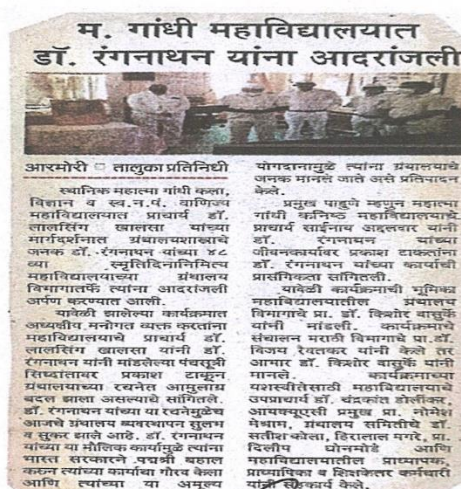 म. गांधी महाविद्यालयात
डॉ. रंगनाथन यांना आदरांजली
आरमोरी □ तालुका प्रतिनिधी
स्थानिक महात्मा गांधी कला,
विज्ञान व स्व.न.पं. वाणिज्य
महाविद्यालयात प्राचार्य डॉ.
लालसिंग खालसा यांच्या
मार्गदर्शनात ग्रंथालयशास्त्राचे
जनक डॉ. रंगनाथन यांच्या ४८
व्या स्मृतिदिनानिमित्य
महाविद्यालयाच्या ग्रंथालय
विभागातर्फे त्यांना आदरांजली
अर्पण करण्यात आली.
यावेळी झालेल्या कार्यक्रमात
अध्यक्षीय मनोगत व्यक्त करतांना
महाविद्यालयाचे प्राचार्य डॉ.
लालसिंग खालसा यांनी डॉ.
रंगनाथन यांनी मांडलेल्या पंचसूत्री
सिध्दांतावर प्रकाश टाकून
ग्रंथालयाच्या रचनेत आमुलाग्र
बदल झाला असल्याचे सांगितले.
डॉ. रंगनाथन यांच्या या रचनेमुळेच
आजचे ग्रंथालय व्यवस्थापन सुलभ
व सुकर झाले आहे. डॉ. रंगनाथन
यांच्या या मौलिक कार्यामुळे त्यांना
भारत सरकारने पद्मश्री बहाल
करुन त्यांच्या कार्याचा गौरव केला
आणि त्यांच्या या अमूल्य
योगदानामुळे त्यांना ग्रंथालयाचे
जनक मानले जाते असे प्रतिपादन
केले.
प्रमुख पाहुणे म्हणुन महात्मा
गांधी कनिष्ठ महाविद्यालयाचे
प्राचार्य साईनाथ अद्दलवार यांनी
डॉ. रंगनाथन यांच्या
जीवनकार्यावर प्रकाश टाकतांना
डॉ. रंगनाथन यांच्या कार्याची
प्रासंगिकता सांगितली.
यावेळी कार्यक्रमाची भूमिका
महाविद्यालयातील ग्रंथालय
विभागाचे प्रा. डॉ. किशोर वासुर्के
यांनी मांडली. कार्यक्रमाचे
संचालन मराठी विभागाचे प्रा.डॉ.
विजय रेवतकर यांनी केले तर
आभार डॉ. किशोर वासुर्के यांनी
मानले. कार्यक्रमाच्या
यशस्वीतेसाठी महाविद्यालयाचे
उपप्राचार्य डॉ. चंद्रकांत डोर्लीकर,
आयक्यूएसी प्रमुख प्रा. नोमेश
मेश्राम, ग्रंथालय समितीचे डॉ.
सतीश कोला, हिरालाल मगरे, प्रा.
दिलीप घोनमोडे आणि
महाविद्यालयातील प्राध्यापक,
प्राध्यापिका व शिक्षकेतर कर्मचारी
यांनी सहकार्य केले.